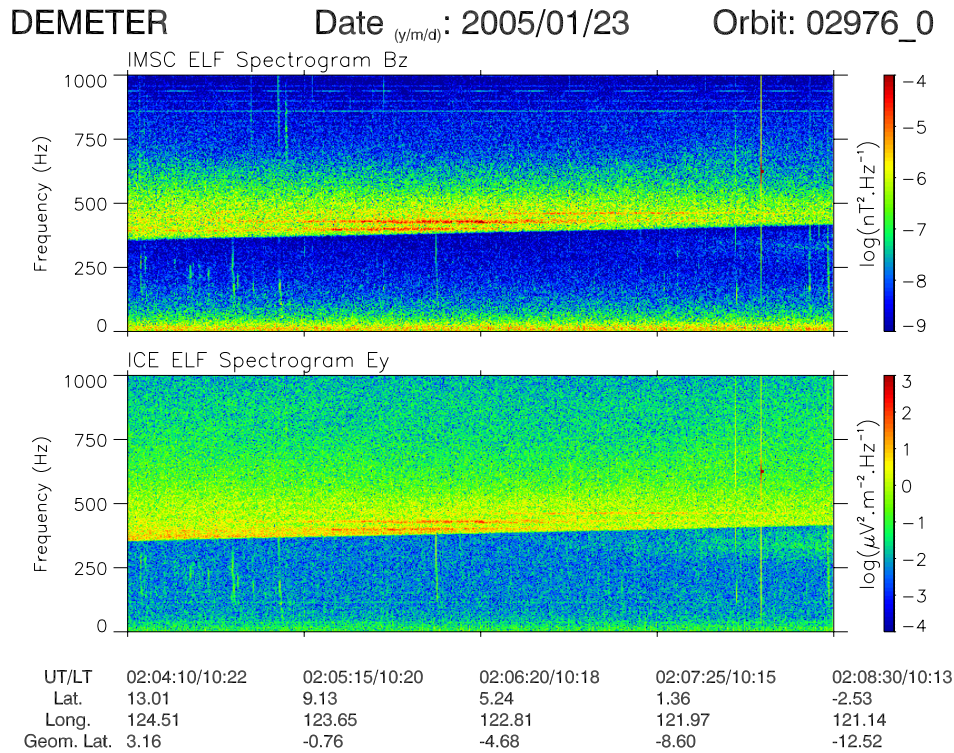 DEMETER Date (y/m/d): 2005/01/23 Orbit: 02976_0
IMSC ELF Spectrogram Bz
1000
750
500
250
0
Frequency (Hz)
-4
-5
-6
-7
-8
-9
log(nT².Hz⁻¹)
ICE ELF Spectrogram Ey
1000
750
500
250
0
Frequency (Hz)
3
2
1
0
-1
-2
-3
-4
log(μV².m⁻².Hz⁻¹)
UT/LT 02:04:10/10:22 02:05:15/10:20 02:06:20/10:18 02:07:25/10:15 02:08:30/10:13
Lat. 13.01 9.13 5.24 1.36 -2.53
Long. 124.51 123.65 122.81 121.97 121.14
Geom. Lat. 3.16 -0.76 -4.68 -8.60 -12.52